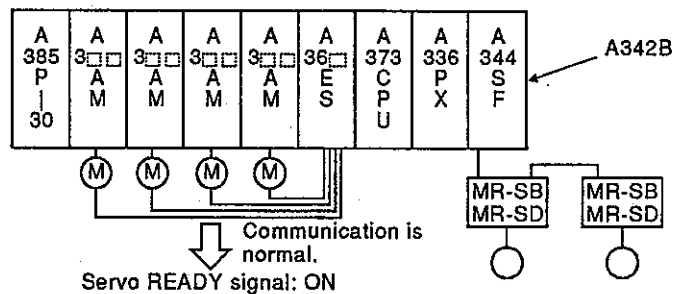 A 385 P | 30
A 3□□ A M
A 3□□ A M
A 3□□ A M
A 3□□ A M
A 36□ E S
A 373 C P U
A 336 P X
A 344 S F
A342B
M M M M
MR-SB MR-SB
MR-SD MR-SD
Communication is
normal.
Servo READY signal: ON